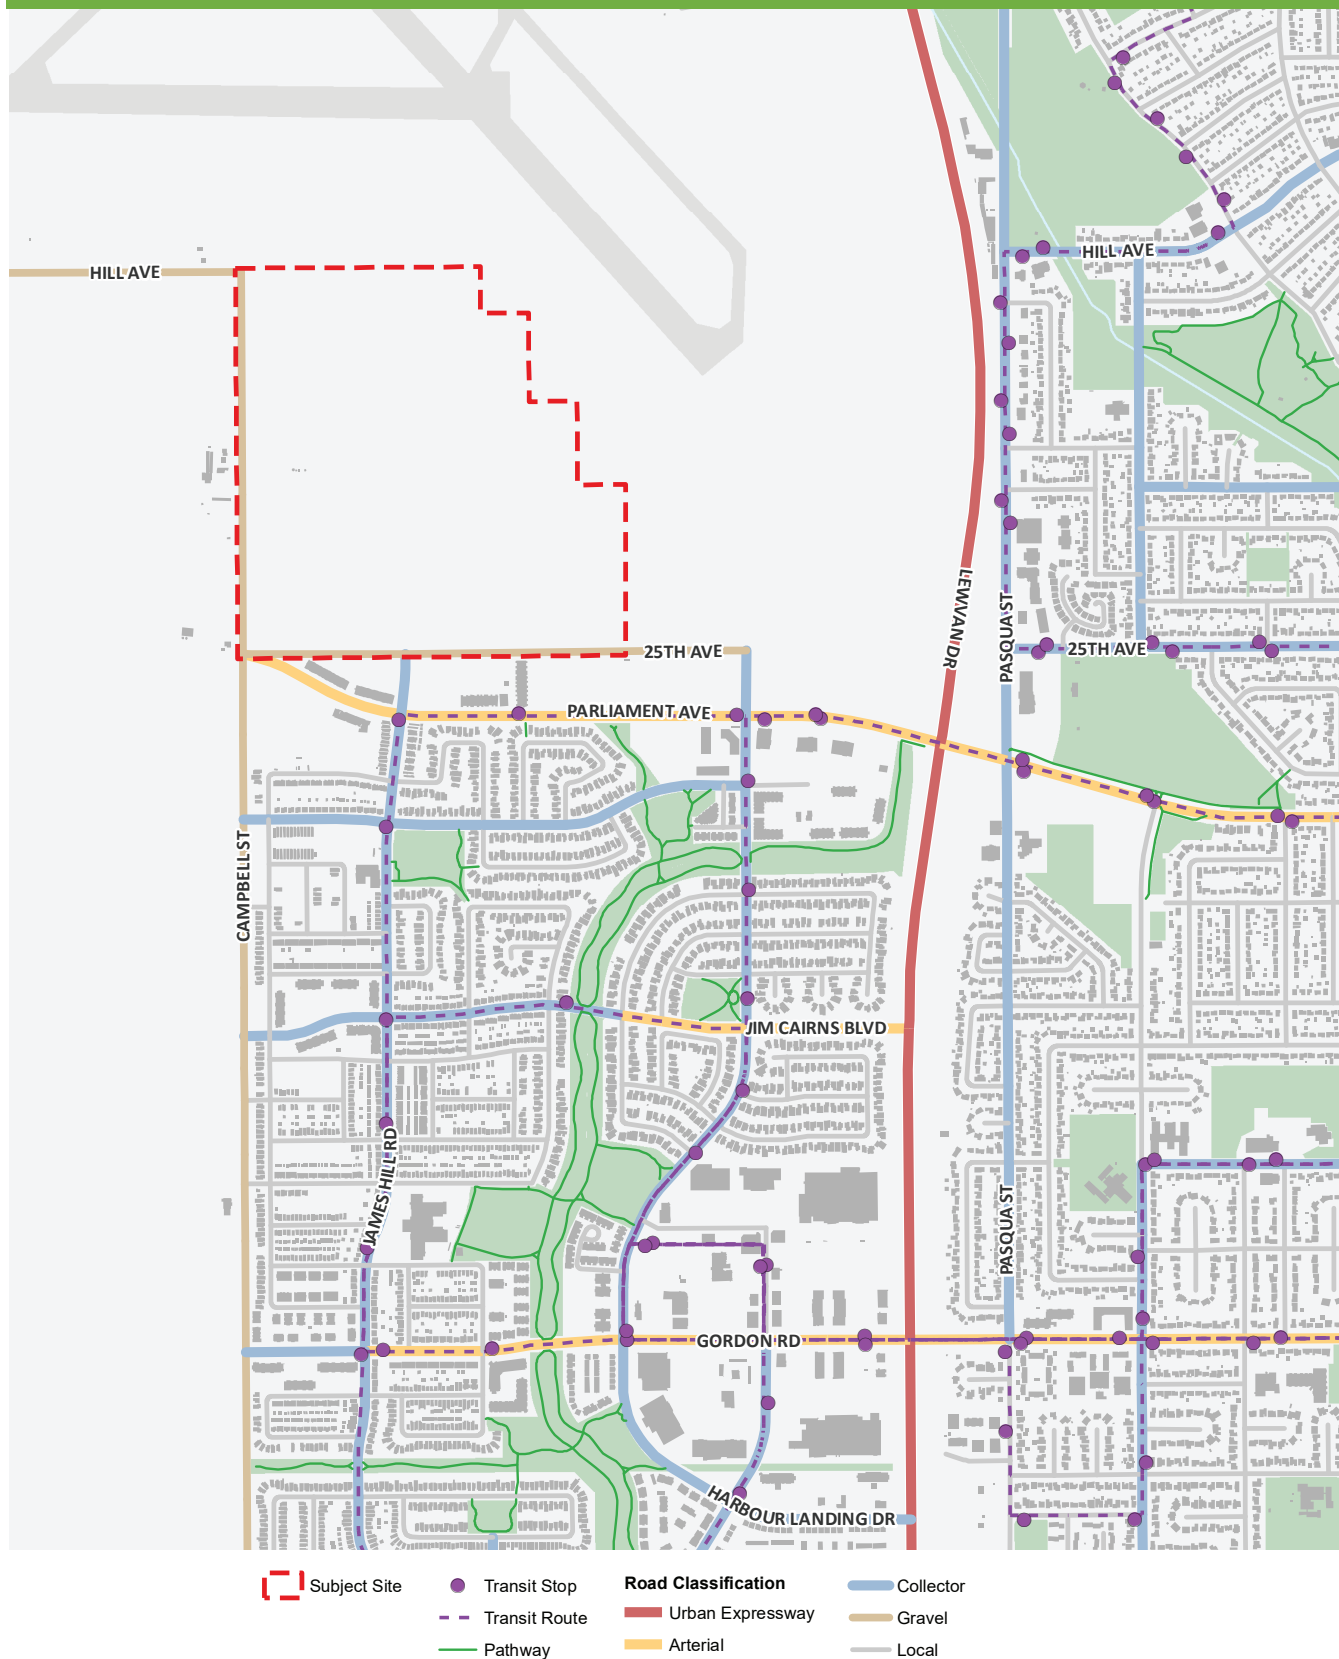 HILL AVE
HILL AVE
LEWVAN DR
PASQUA ST
25TH AVE
25TH AVE
PARLIAMENT AVE
CAMPBELL ST
JIM CAIRNS BLVD
JAMES HILL RD
PASQUA ST
GORDON RD
HARBOUR LANDING DR
Subject Site
Transit Stop
Transit Route
Pathway
Road Classification
Urban Expressway
Arterial
Collector
Gravel
Local